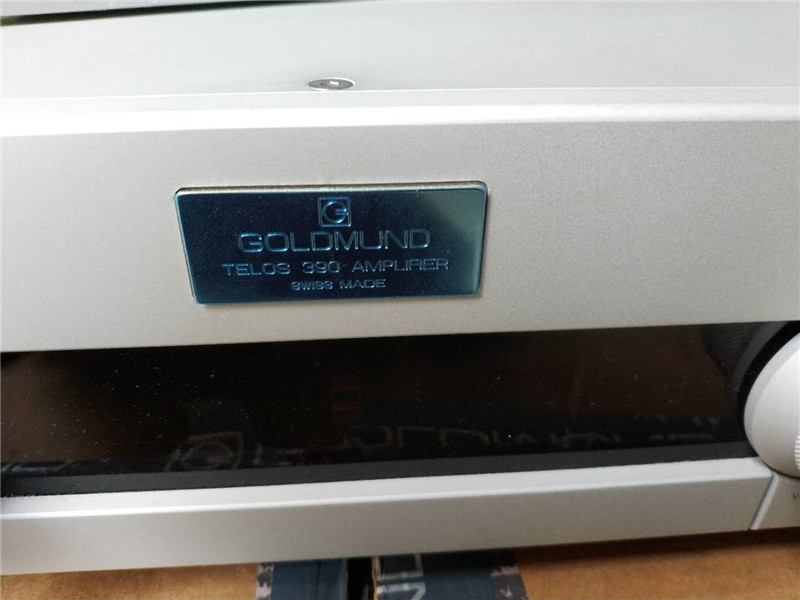 G
GOLDMUND
TELOS 390 AMPLIFIER
SWISS MADE